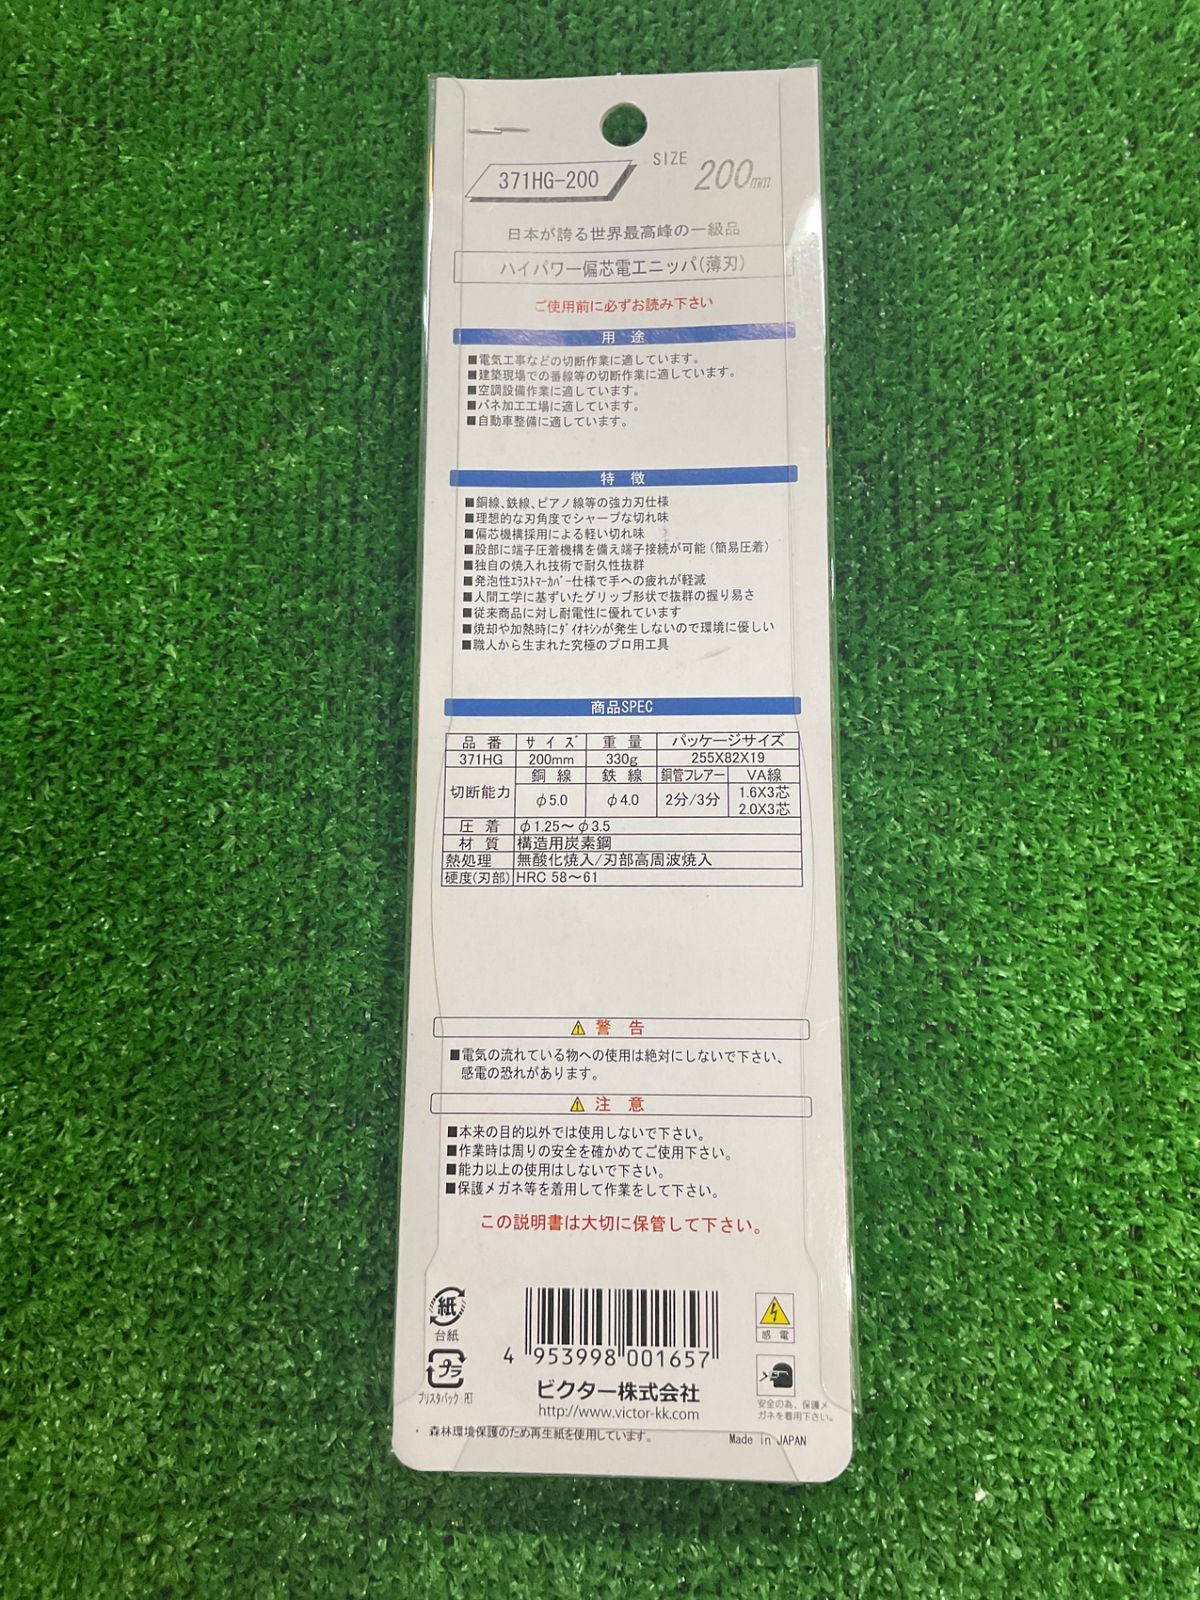 371HG-200
SIZE 200mm
日本が誇る世界最高峰の一級品
ハイパワー偏芯電工ニッパ(薄刃)
ご使用前に必ずお読み下さい
用 途
■電気工事などの切断作業に適しています。
■建築現場での番線等の切断作業に適しています。
■空調設備作業に適しています。
■バネ加工工場に適しています。
■自動車整備に適しています。
特 徴
■銅線、鉄線、ピアノ線等の強力刃仕様
■理想的な刃角度でシャープな切れ味
■偏芯機構採用による軽い切れ味
■股部に端子圧着機構を備え端子接続が可能(簡易圧着)
■独自の焼入れ技術で耐久性抜群
■発泡性ｴﾗｽﾄﾏｰｶﾊﾞｰ仕様で手への疲れが軽減
■人間工学に基ずいたグリップ形状で抜群の握り易さ
■従来商品に対し耐電性に優れています
■焼却や加熱時にﾀﾞｲｵｷｼﾝが発生しないので環境に優しい
■職人から生まれた究極のプロ用工具
商品SPEC
品 番 サ イ ズ 重 量 パッケージサイズ
371HG 200mm 330g 255X82X19
切断能力 銅 線 鉄 線 銅管フレアー VA線
φ5.0 φ4.0 2分/3分 1.6X3芯
2.0X3芯
圧 着 φ1.25～φ3.5
材 質 構造用炭素鋼
熱処理 無酸化焼入/刃部高周波焼入
硬度(刃部) HRC 58～61
警 告
■電気の流れている物への使用は絶対にしないで下さい、
感電の恐れがあります。
注 意
■本来の目的以外では使用しないで下さい。
■作業時は周りの安全を確かめてご使用下さい。
■能力以上の使用はしないで下さい。
■保護メガネ等を着用して作業をして下さい。
この説明書は大切に保管して下さい。
紙
台紙
プラ
ブリスタパック：PET
4 953998 001657
ビクター株式会社
http://www.victor-kk.com
感 電
安全の為、保護メ
ガネを着用下さい。
・ 森林環境保護のため再生紙を使用しています。
Made in JAPAN